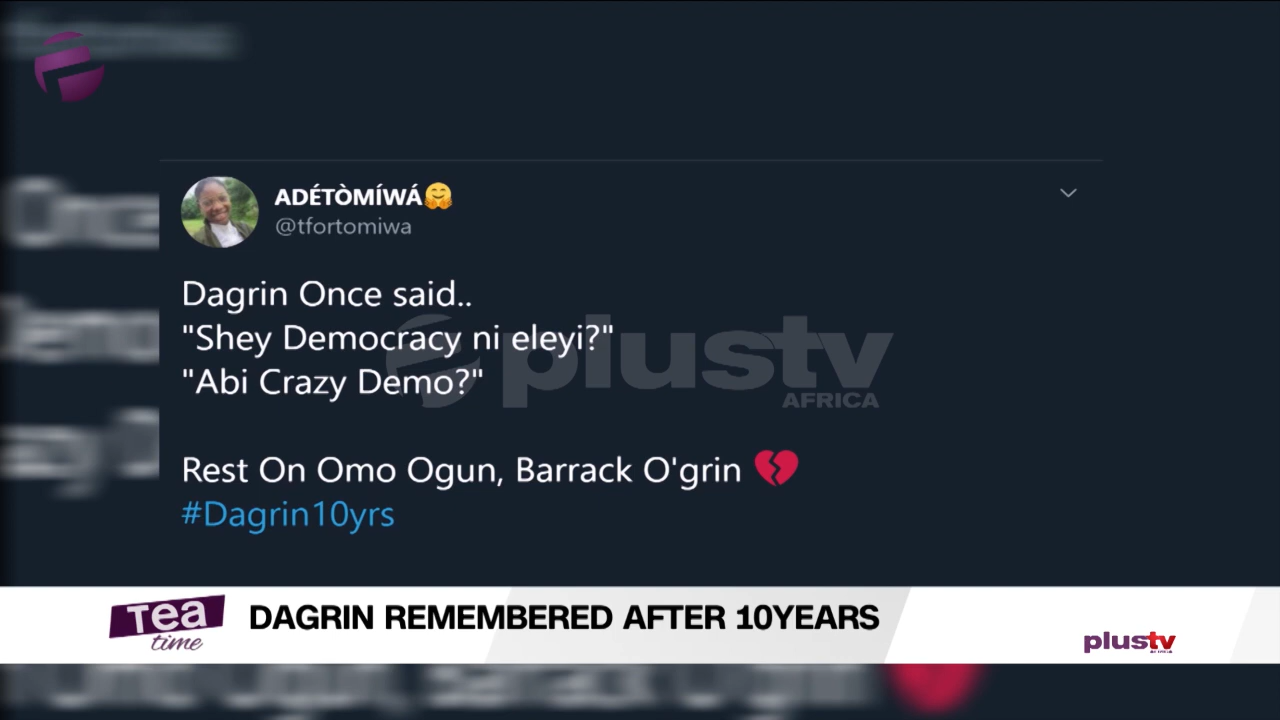 ADÉTÒMÍWÁ🤗
@tfortomiwa
Dagrin Once said..
"Shey Democracy ni eleyi?"
"Abi Crazy Demo?"
Rest On Omo Ogun, Barrack O'grin 💔
#Dagrin10yrs
plustv
AFRICA
Tea time
DAGRIN REMEMBERED AFTER 10YEARS
plustv
AFRICA